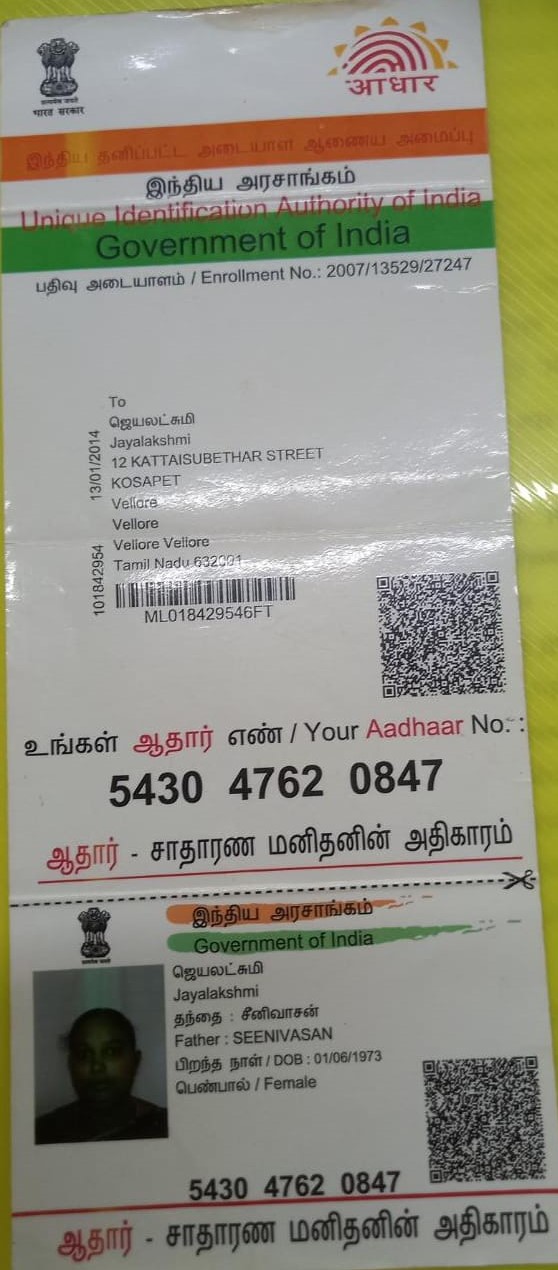 सत्यमेव जयते
भारत सरकार
आधार
இந்திய தனிப்பட்ட அடையாள ஆணைய அமைப்பு
இந்திய அரசாங்கம்
Unique Identification Authority of India
Government of India
பதிவு அடையாளம் / Enrollment No.: 2007/13529/27247
To
ஜெயலட்சுமி
Jayalakshmi
12 KATTAISUBETHAR STREET
KOSAPET
Vellore
Vellore
Vellore Vellore
Tamil Nadu 632001
13/01/2014
101842954
ML018429546FT
உங்கள் ஆதார் எண் / Your Aadhaar No. :
5430 4762 0847
ஆதார் - சாதாரண மனிதனின் அதிகாரம்
இந்திய அரசாங்கம்
Government of India
ஜெயலட்சுமி
Jayalakshmi
தந்தை : சீனிவாசன்
Father : SEENIVASAN
பிறந்த நாள் / DOB : 01/06/1973
பெண்பால் / Female
5430 4762 0847
ஆதார் - சாதாரண மனிதனின் அதிகாரம்